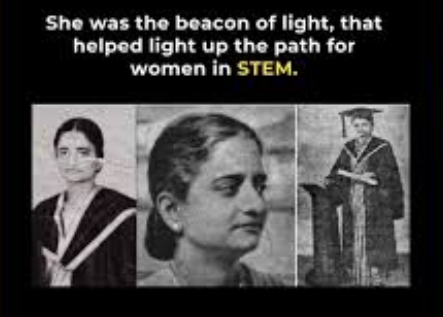 She was the beacon of light, that
helped light up the path for
women in STEM.